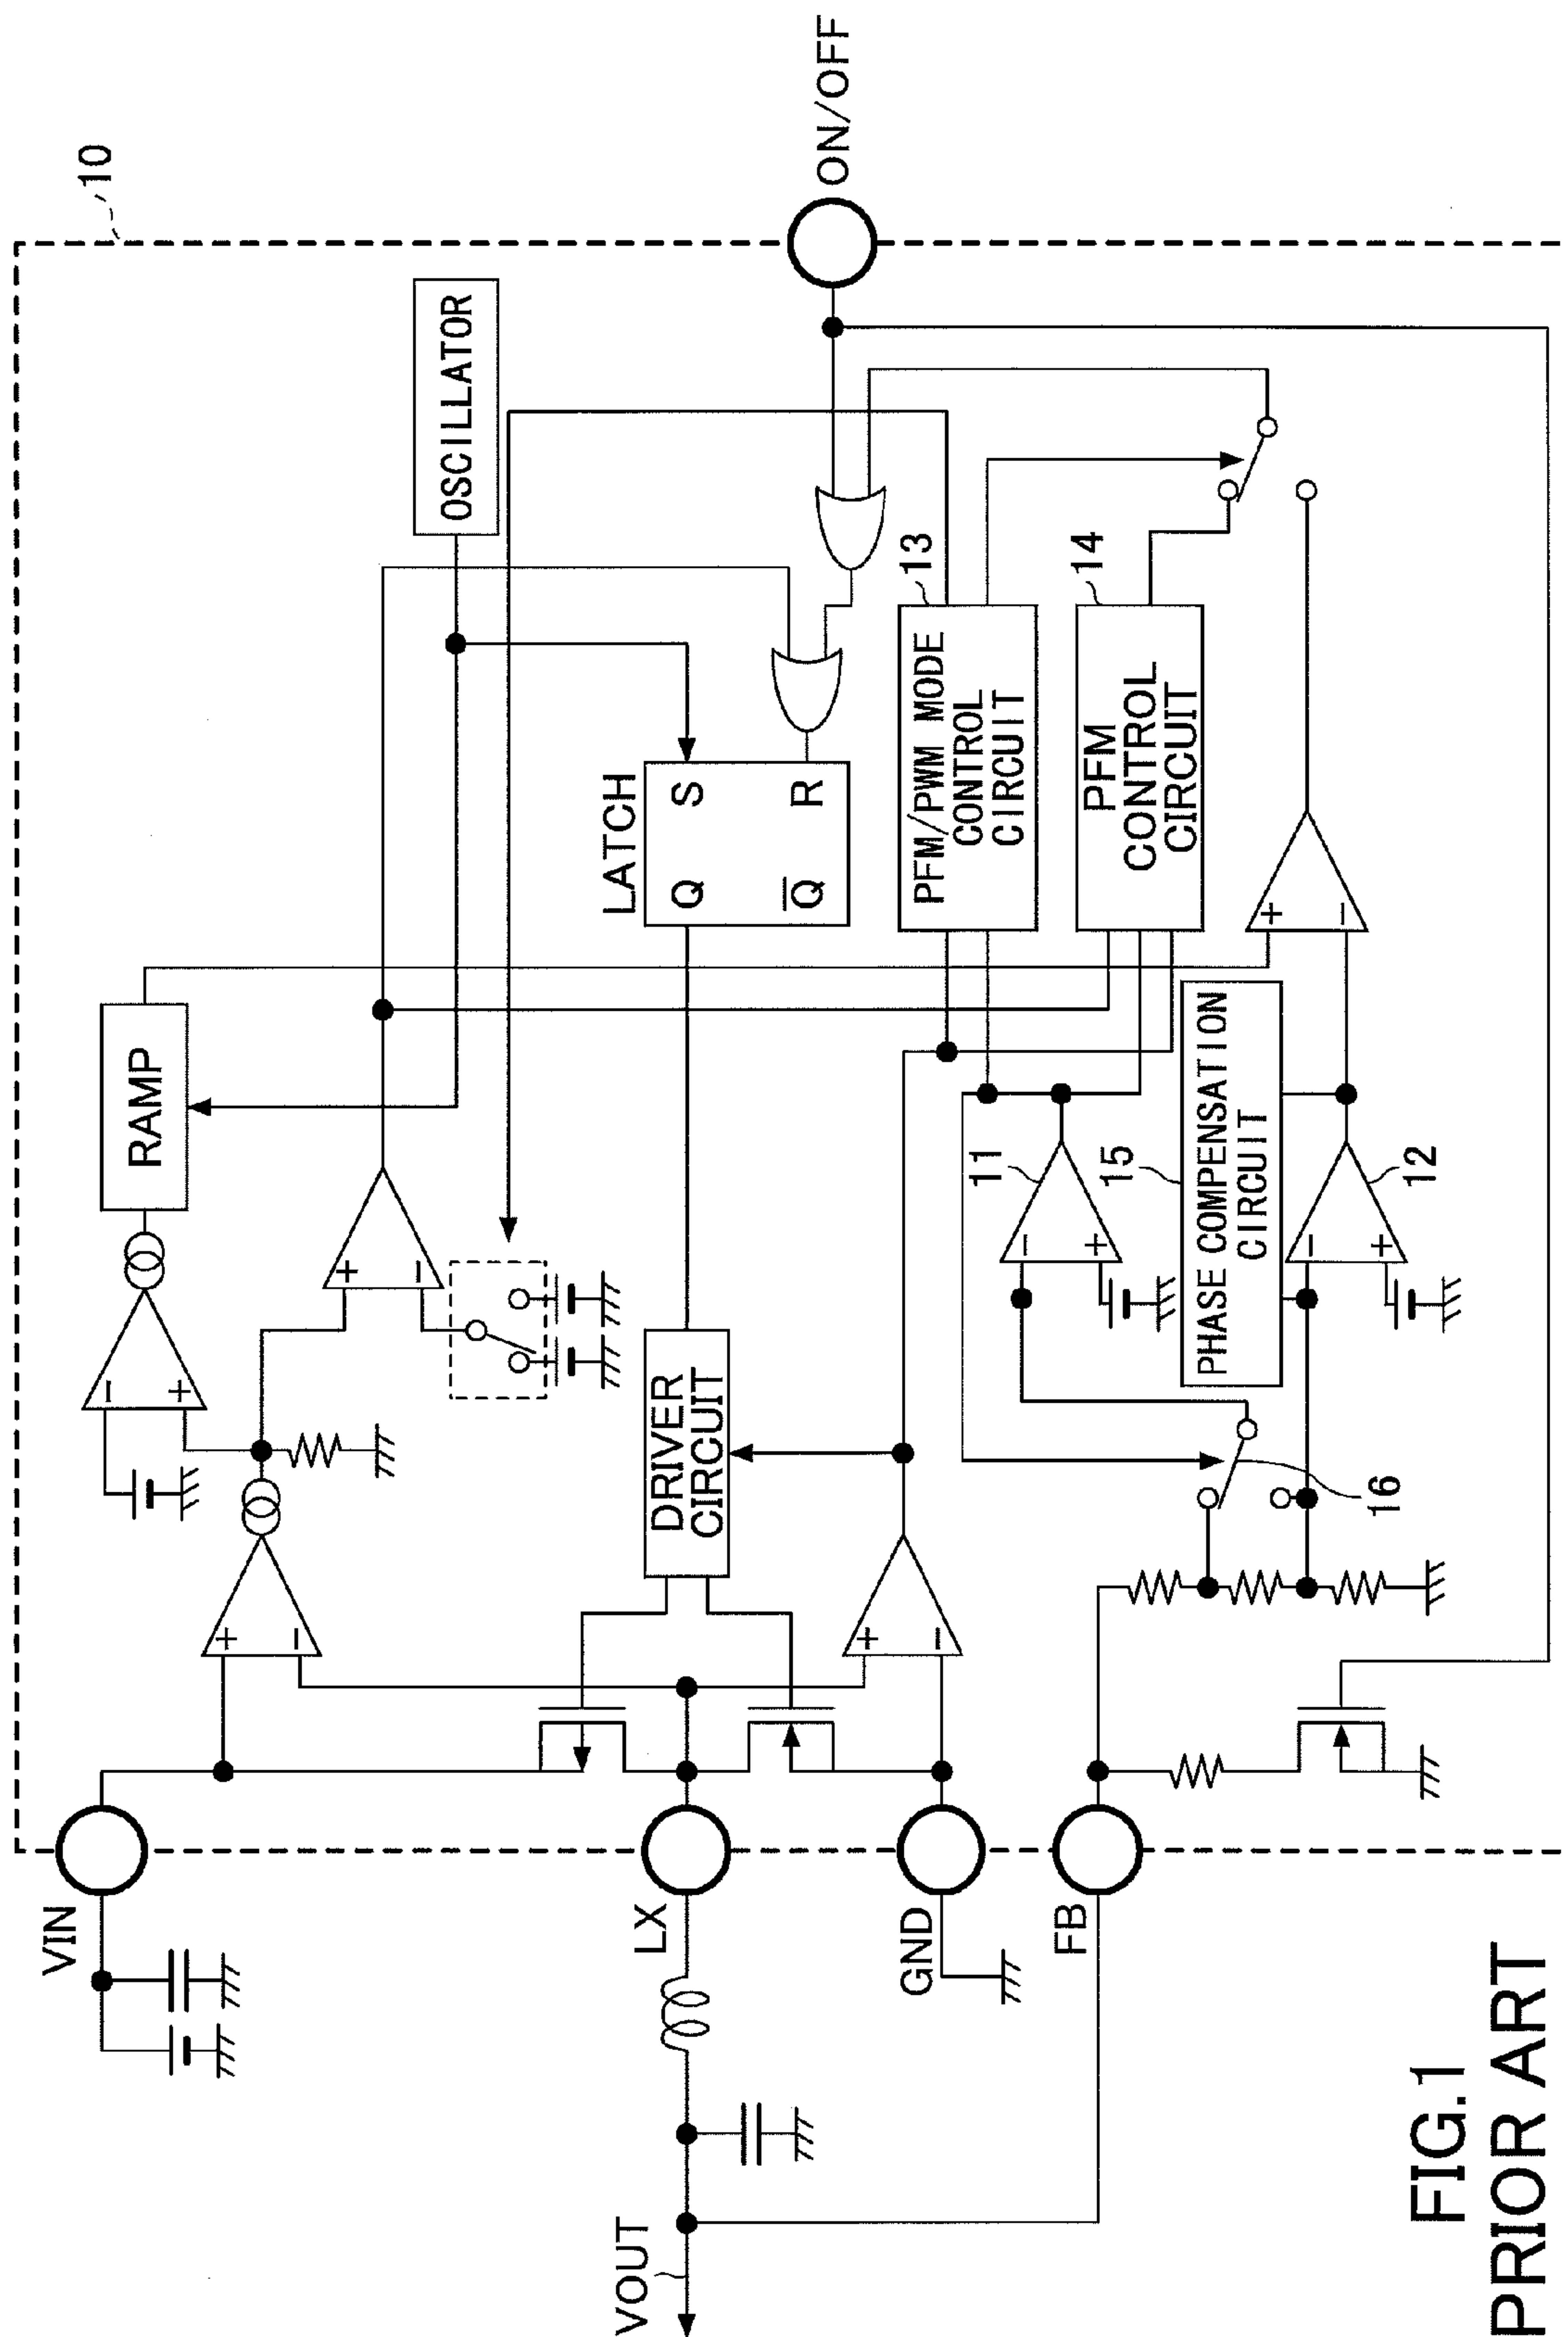 FIG.1
PRIOR ART
10
VIN
LX
GND
FB
VOUT
ON/OFF
RAMP
OSCILLATOR
LATCH
Q S
Q̅ R
DRIVER
CIRCUIT
PFM/PWM MODE
CONTROL
CIRCUIT
13
PFM
CONTROL
CIRCUIT
14
PHASE COMPENSATION
CIRCUIT
15
11
12
16
- +
+ -
+ -
+ -
- +
- +
+ -